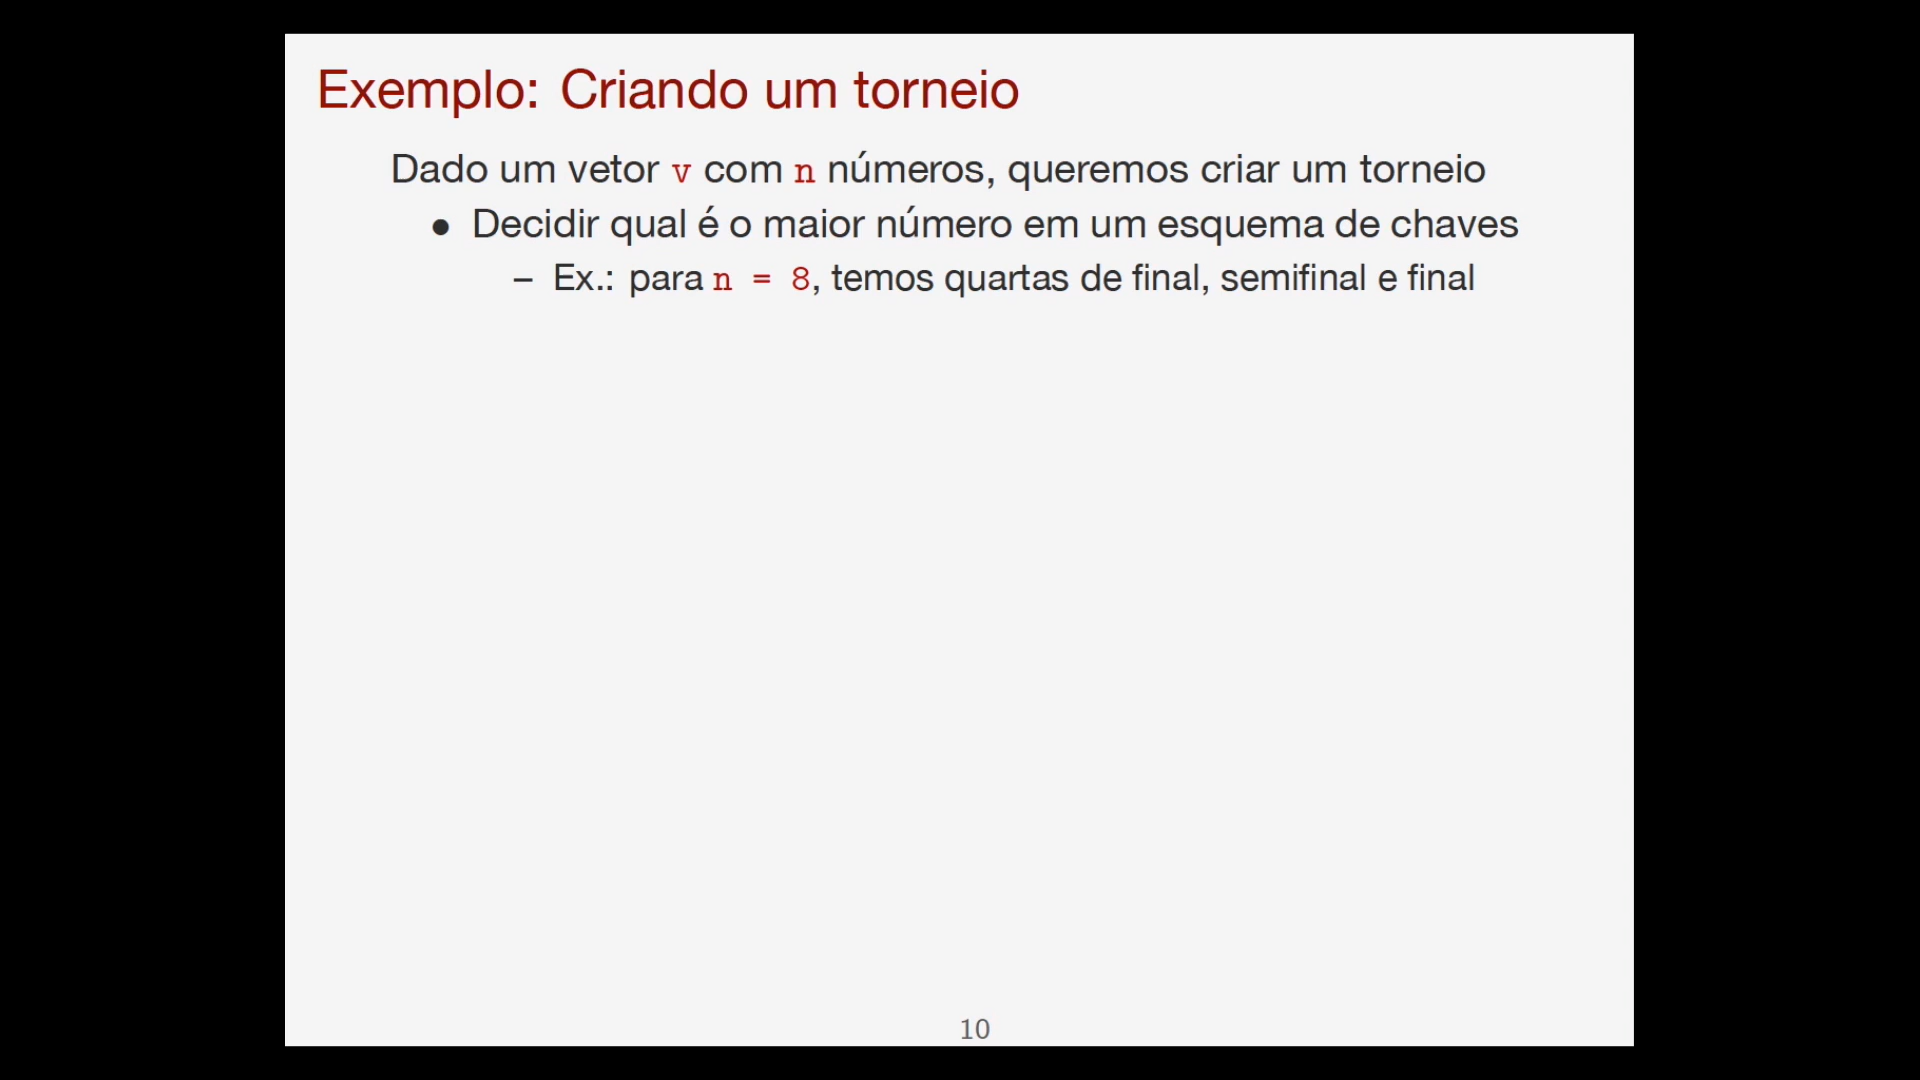 Exemplo: Criando um torneio
Dado um vetor v com n números, queremos criar um torneio
• Decidir qual é o maior número em um esquema de chaves
– Ex.: para n = 8, temos quartas de final, semifinal e final
10